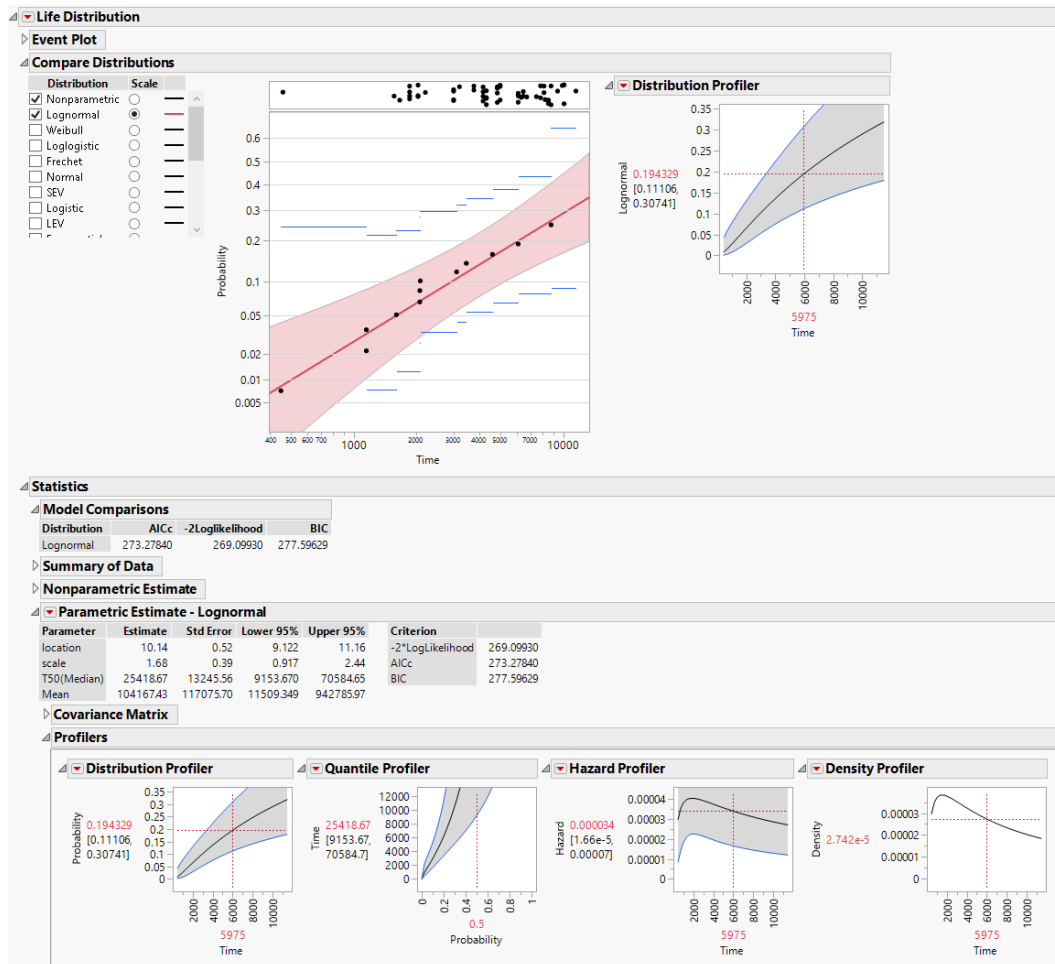 Life Distribution
Event Plot
Compare Distributions
Distribution Scale
Nonparametric
Lognormal
Weibull
Loglogistic
Frechet
Normal
SEV
Logistic
LEV
Probability
0.6
0.5
0.4
0.3
0.2
0.1
0.05
0.02
0.01
0.005
400 500 600 700 1000 2000 3000 4000 5000 7000 10000
Time
Distribution Profiler
Lognormal
0.194329
[0.11106,
0.30741]
0.35
0.3
0.25
0.2
0.15
0.1
0.05
0
2000 4000 6000 8000 10000
5975
Time
Statistics
Model Comparisons
Distribution AICc -2Loglikelihood BIC
Lognormal 273.27840 269.09930 277.59629
Summary of Data
Nonparametric Estimate
Parametric Estimate - Lognormal
Parameter Estimate Std Error Lower 95% Upper 95% Criterion
location 10.14 0.52 9.122 11.16 -2*LogLikelihood 269.09930
scale 1.68 0.39 0.917 2.44 AICc 273.27840
T50(Median) 25418.67 13245.56 9153.670 70584.65 BIC 277.59629
Mean 104167.43 117075.70 11509.349 942785.97
Covariance Matrix
Profilers
Distribution Profiler
Probability
0.194329
[0.11106,
0.30741]
0.35
0.3
0.25
0.2
0.15
0.1
0.05
0
2000 4000 6000 8000 10000
5975
Time
Quantile Profiler
Time
25418.67
[9153.67,
70584.7]
12000
10000
8000
6000
4000
2000
0
0 0.2 0.4 0.6 0.8 1
0.5
Probability
Hazard Profiler
Hazard
0.000034
[1.66e-5,
0.00007]
0.00004
0.00003
0.00002
0.00001
0
2000 4000 6000 8000 10000
5975
Time
Density Profiler
Density
2.742e-5
0.00003
0.00002
0.00001
0
2000 4000 6000 8000 10000
5975
Time